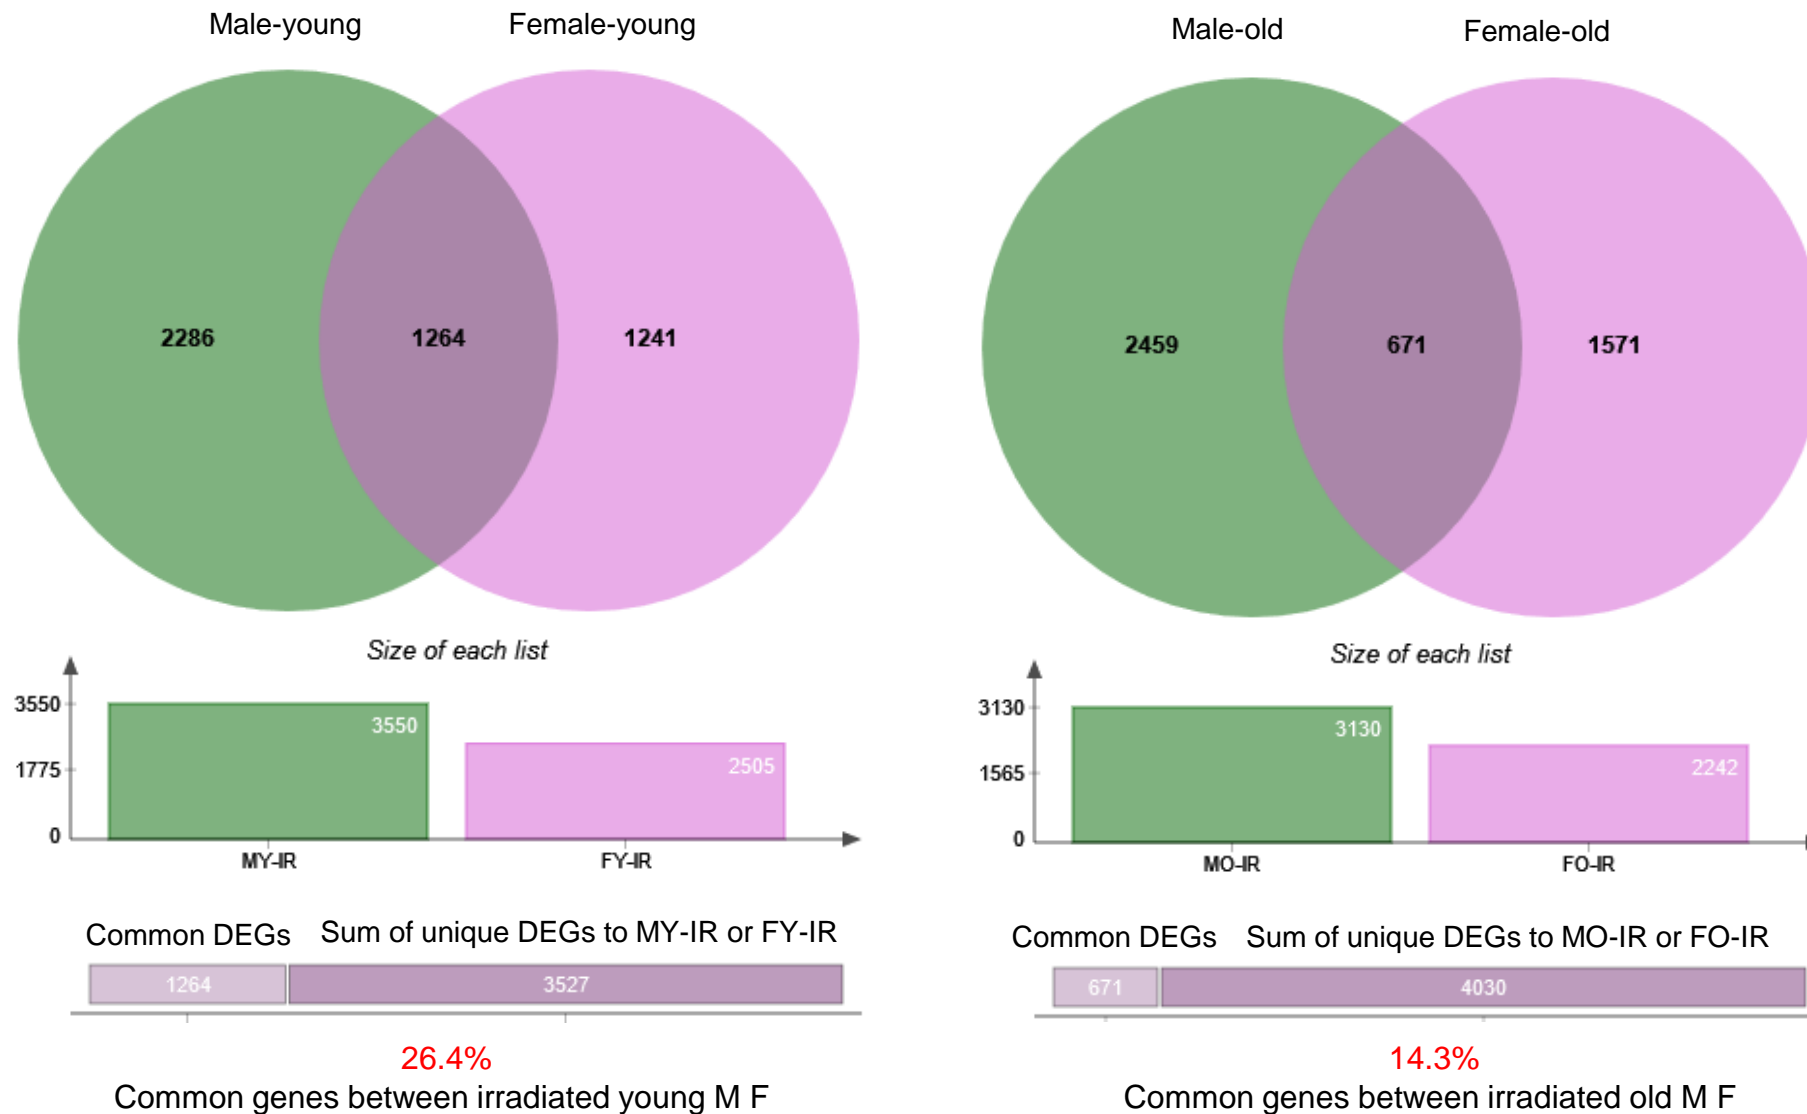 Male-young Female-young
2286 1264 1241
Size of each list
3550
1775
0
3550
2505
MY-IR FY-IR
Common DEGs Sum of unique DEGs to MY-IR or FY-IR
1264 3527
26.4%
Common genes between irradiated young M F
Male-old Female-old
2459 671 1571
Size of each list
3130
1565
0
3130
2242
MO-IR FO-IR
Common DEGs Sum of unique DEGs to MO-IR or FO-IR
671 4030
14.3%
Common genes between irradiated old M F